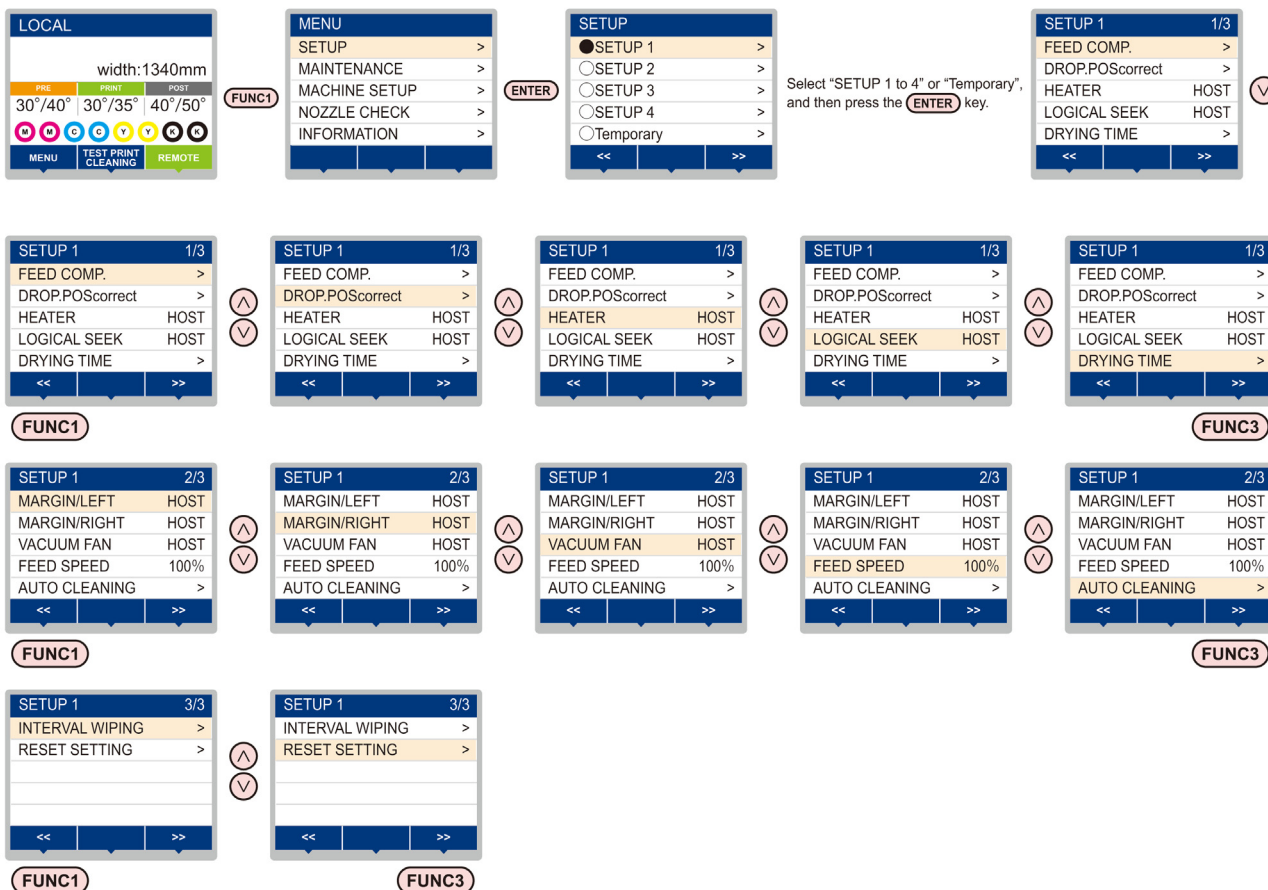 LOCAL
width:1340mm
PRE PRINT POST
30°/40° 30°/35° 40°/50°
M M C C Y Y K K
MENU TEST PRINT CLEANING REMOTE
FUNC1
MENU
SETUP >
MAINTENANCE >
MACHINE SETUP >
NOZZLE CHECK >
INFORMATION >
ENTER
SETUP
SETUP 1 >
SETUP 2 >
SETUP 3 >
SETUP 4 >
Temporary >
<< >>
Select “SETUP 1 to 4” or “Temporary”,
and then press the ENTER key.
SETUP 1 1/3
FEED COMP. >
DROP.POScorrect >
HEATER HOST
LOGICAL SEEK HOST
DRYING TIME >
<< >>
SETUP 1 1/3
FEED COMP. >
DROP.POScorrect >
HEATER HOST
LOGICAL SEEK HOST
DRYING TIME >
<< >>
FUNC1
SETUP 1 1/3
FEED COMP. >
DROP.POScorrect >
HEATER HOST
LOGICAL SEEK HOST
DRYING TIME >
<< >>
SETUP 1 1/3
FEED COMP. >
DROP.POScorrect >
HEATER HOST
LOGICAL SEEK HOST
DRYING TIME >
<< >>
SETUP 1 1/3
FEED COMP. >
DROP.POScorrect >
HEATER HOST
LOGICAL SEEK HOST
DRYING TIME >
<< >>
SETUP 1 1/3
FEED COMP. >
DROP.POScorrect >
HEATER HOST
LOGICAL SEEK HOST
DRYING TIME >
<< >>
FUNC3
SETUP 1 2/3
MARGIN/LEFT HOST
MARGIN/RIGHT HOST
VACUUM FAN HOST
FEED SPEED 100%
AUTO CLEANING >
<< >>
FUNC1
SETUP 1 2/3
MARGIN/LEFT HOST
MARGIN/RIGHT HOST
VACUUM FAN HOST
FEED SPEED 100%
AUTO CLEANING >
<< >>
SETUP 1 2/3
MARGIN/LEFT HOST
MARGIN/RIGHT HOST
VACUUM FAN HOST
FEED SPEED 100%
AUTO CLEANING >
<< >>
SETUP 1 2/3
MARGIN/LEFT HOST
MARGIN/RIGHT HOST
VACUUM FAN HOST
FEED SPEED 100%
AUTO CLEANING >
<< >>
SETUP 1 2/3
MARGIN/LEFT HOST
MARGIN/RIGHT HOST
VACUUM FAN HOST
FEED SPEED 100%
AUTO CLEANING >
<< >>
FUNC3
SETUP 1 3/3
INTERVAL WIPING >
RESET SETTING >
<< >>
FUNC1
SETUP 1 3/3
INTERVAL WIPING >
RESET SETTING >
<< >>
FUNC3